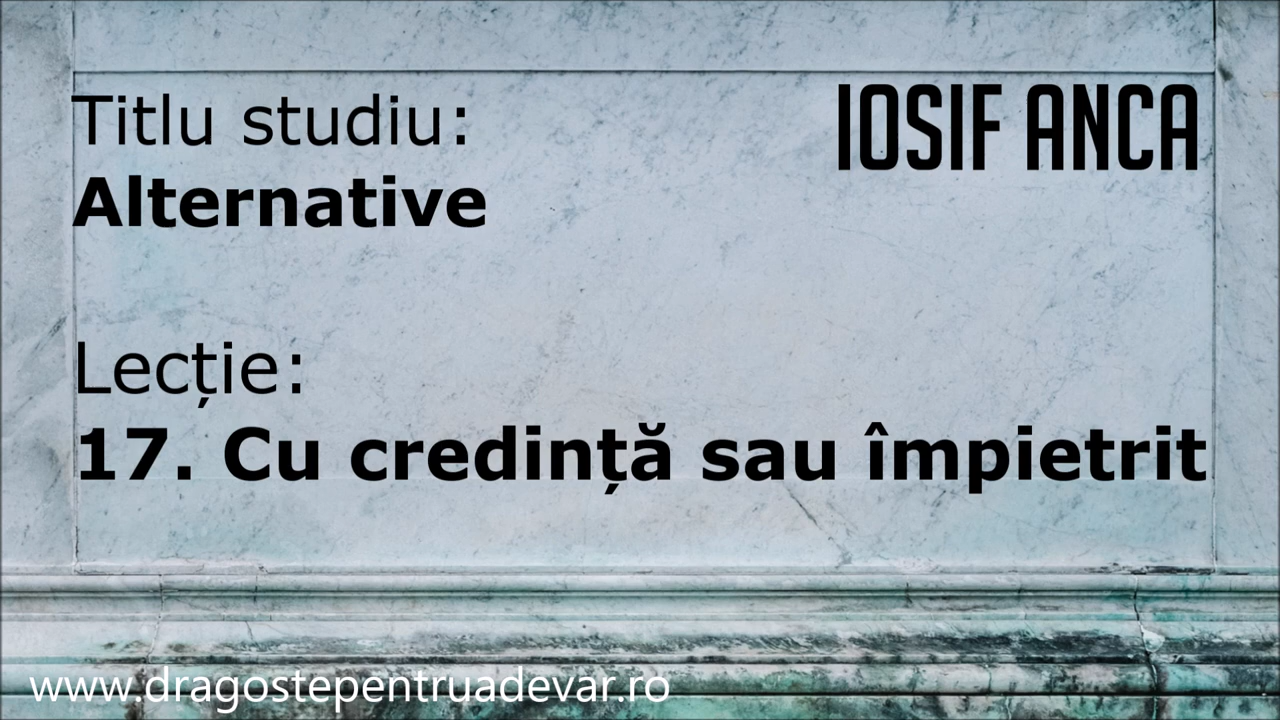 Titlu studiu:
IOSIF ANCA
Alternative
Lecție:
17. Cu credință sau împietrit
www.dragostepentruadevar.ro